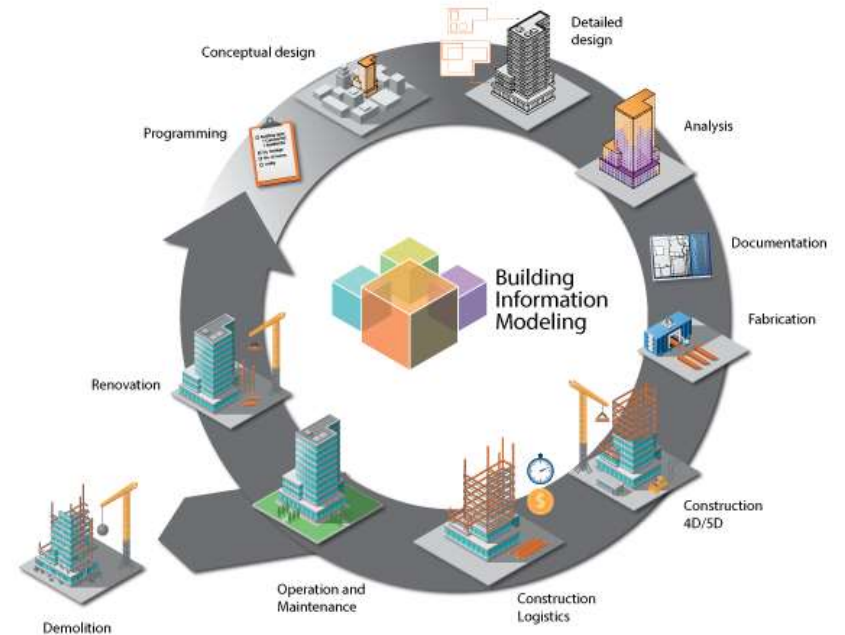 Conceptual design
Detailed
design
Programming
Analysis
Documentation
Building
Information
Modeling
Fabrication
Renovation
Construction
4D/5D
$
Operation and
Maintenance
Construction
Logistics
Demolition